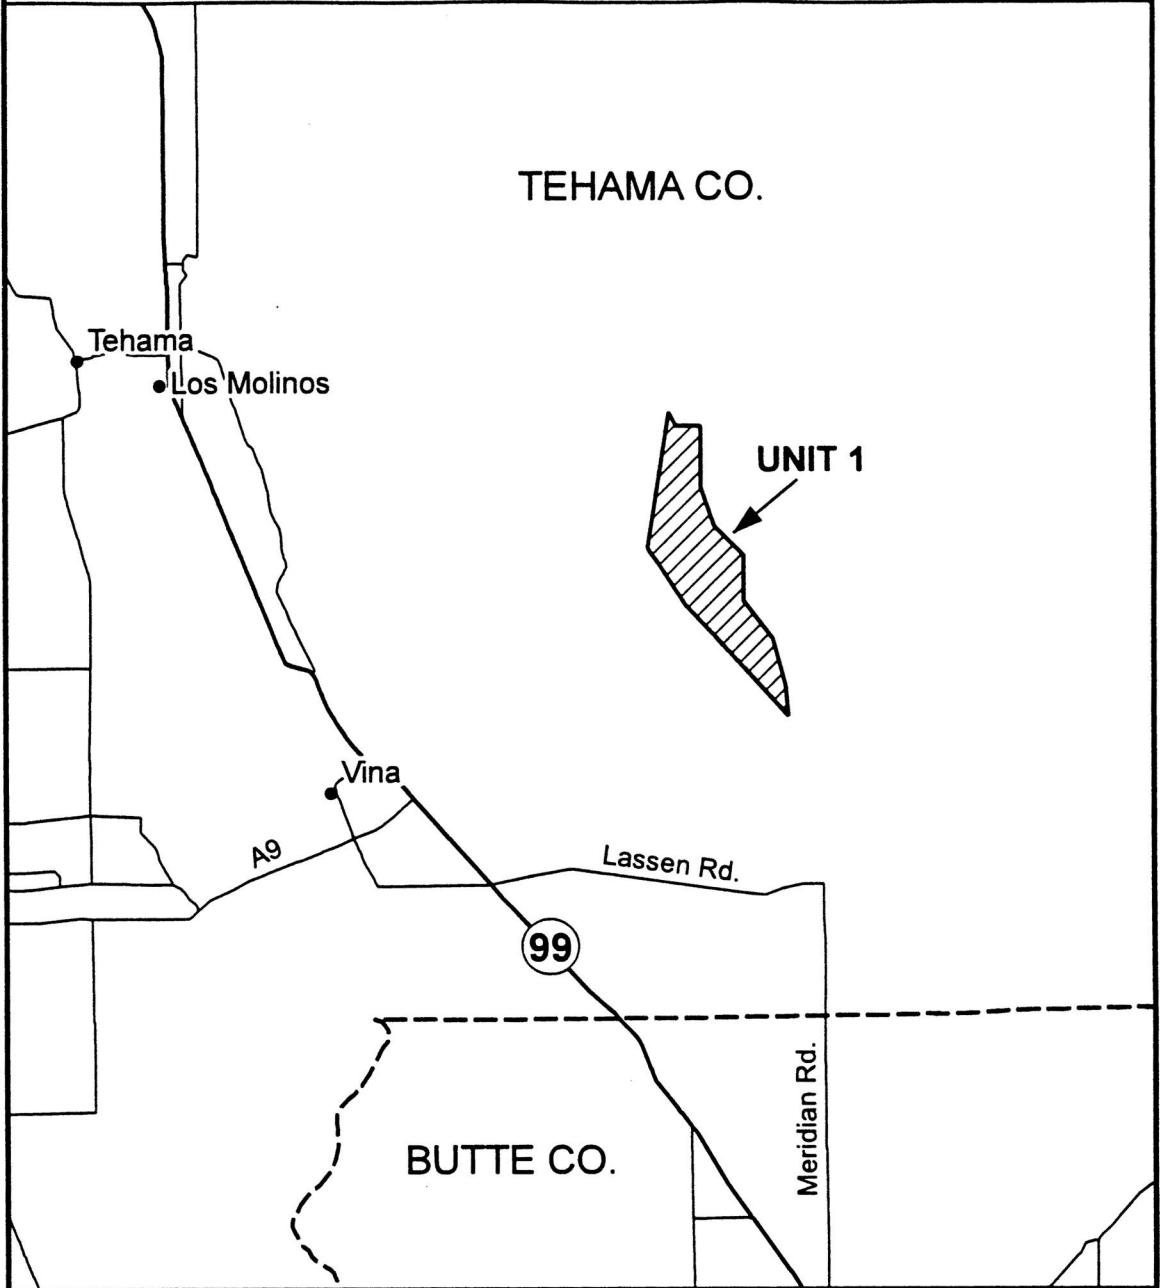 TEHAMA CO.
Tehama
Los Molinos
UNIT 1
Vina
A9
Lassen Rd.
99
Meridian Rd.
BUTTE CO.